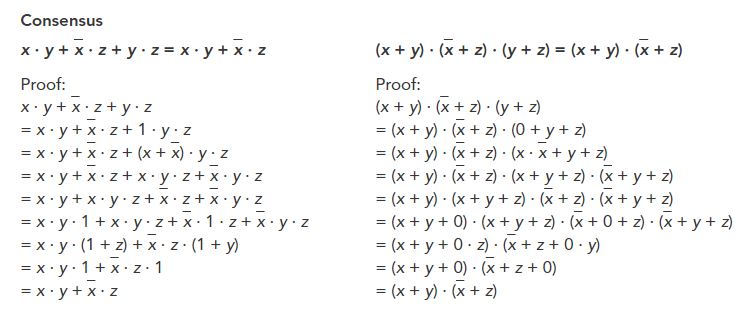 Consensus
x · y + x̅ · z + y · z = x · y + x̅ · z
Proof:
x · y + x̅ · z + y · z
= x · y + x̅ · z + 1 · y · z
= x · y + x̅ · z + (x + x̅) · y · z
= x · y + x̅ · z + x · y · z + x̅ · y · z
= x · y + x · y · z + x̅ · z + x̅ · y · z
= x · y · 1 + x · y · z + x̅ · 1 · z + x̅ · y · z
= x · y · (1 + z) + x̅ · z · (1 + y)
= x · y · 1 + x̅ · z · 1
= x · y + x̅ · z
(x + y) · (x̅ + z) · (y + z) = (x + y) · (x̅ + z)
Proof:
(x + y) · (x̅ + z) · (y + z)
= (x + y) · (x̅ + z) · (0 + y + z)
= (x + y) · (x̅ + z) · (x · x̅ + y + z)
= (x + y) · (x̅ + z) · (x + y + z) · (x̅ + y + z)
= (x + y) · (x + y + z) · (x̅ + z) · (x̅ + y + z)
= (x + y + 0) · (x + y + z) · (x̅ + 0 + z) · (x̅ + y + z)
= (x + y + 0 · z) · (x̅ + z + 0 · y)
= (x + y + 0) · (x̅ + z + 0)
= (x + y) · (x̅ + z)